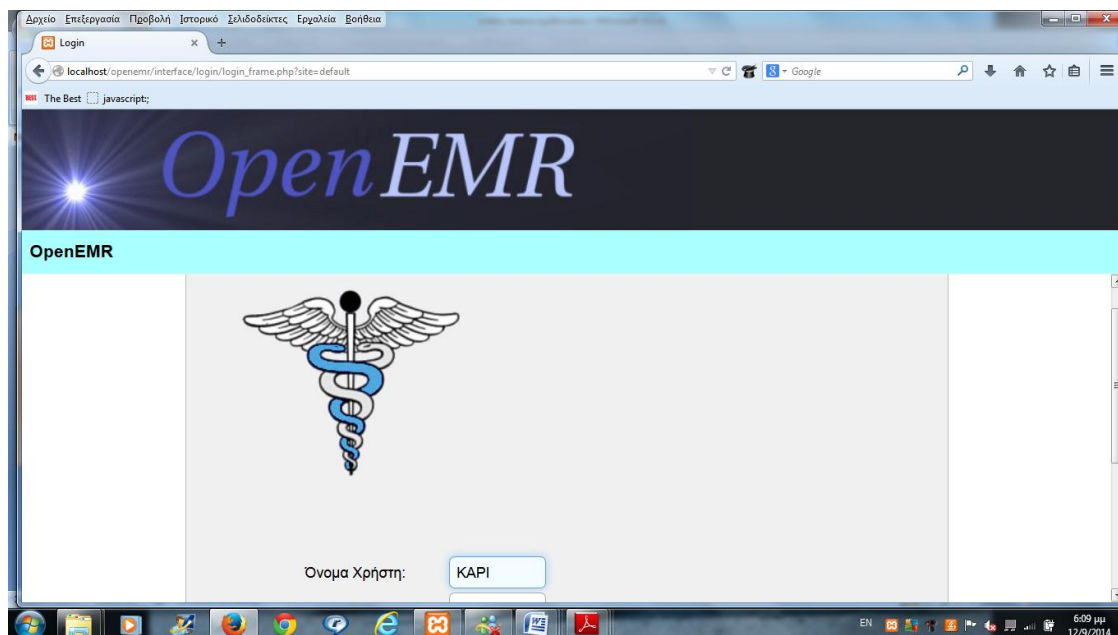 Αρχείο Επεξεργασία Προβολή Ιστορικό Σελιδοδείκτες Εργαλεία Βοήθεια
Login × +
localhost/openemr/interface/login/login_frame.php?site=default
8 Google
The Best javascript:;
OpenEMR
OpenEMR
Όνομα Χρήστη: KAPI
EN 6:09 μμ
12/9/2014